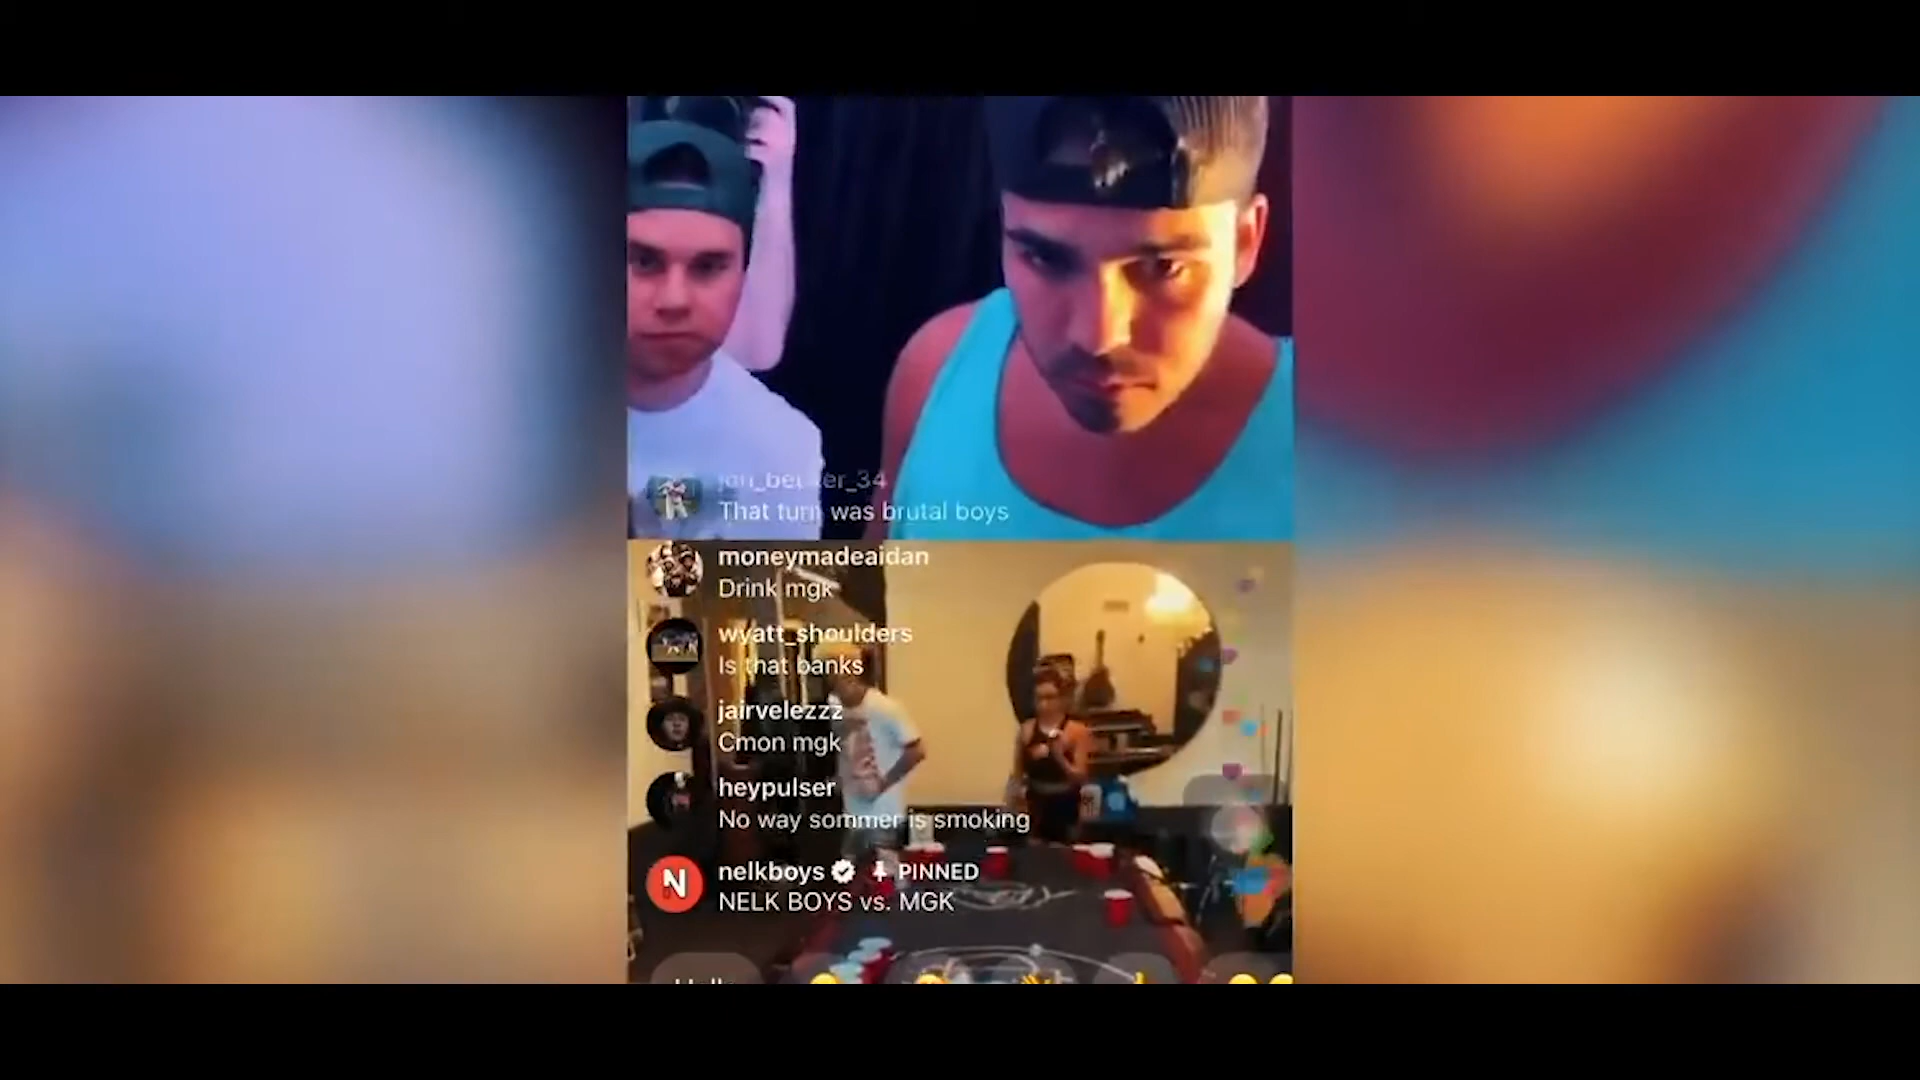 That turn was brutal boys
moneymadeaidan
Drink mgk
wyatt_shoulders
Is that banks
jairvelezzz
Cmon mgk
heypulser
No way sommer is smoking
N
nelkboys PINNED
NELK BOYS vs. MGK